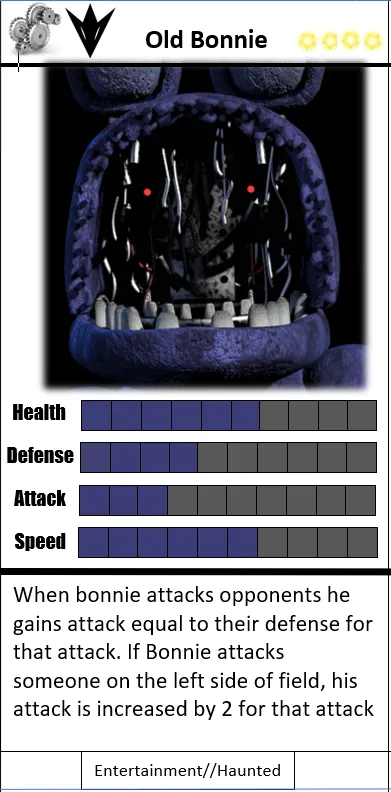 Old Bonnie
Health
Defense
Attack
Speed
When bonnie attacks opponents he
gains attack equal to their defense for
that attack. If Bonnie attacks
someone on the left side of field, his
attack is increased by 2 for that attack
Entertainment//Haunted